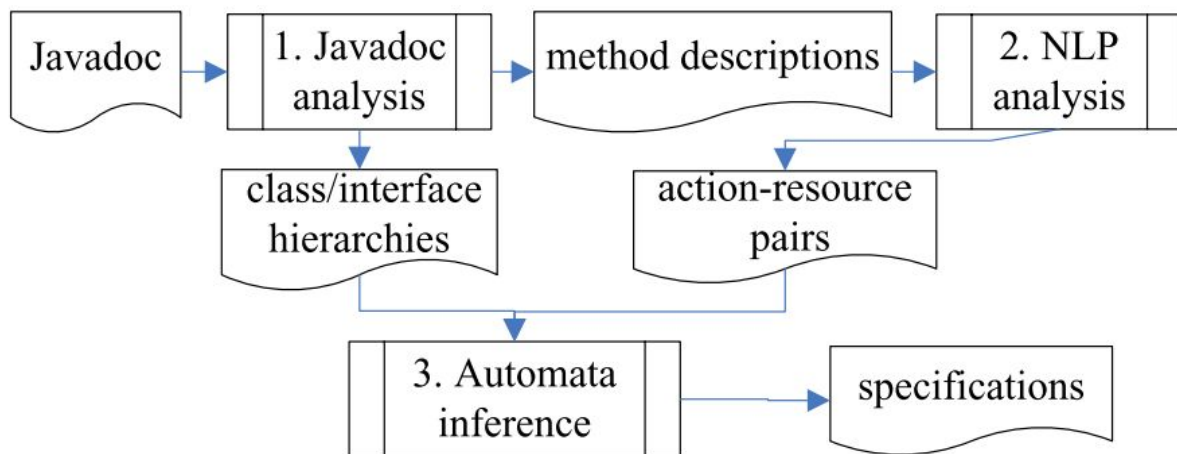 Javadoc
1. Javadoc
analysis
method descriptions
2. NLP
analysis
class/interface
hierarchies
action-resource
pairs
3. Automata
inference
specifications